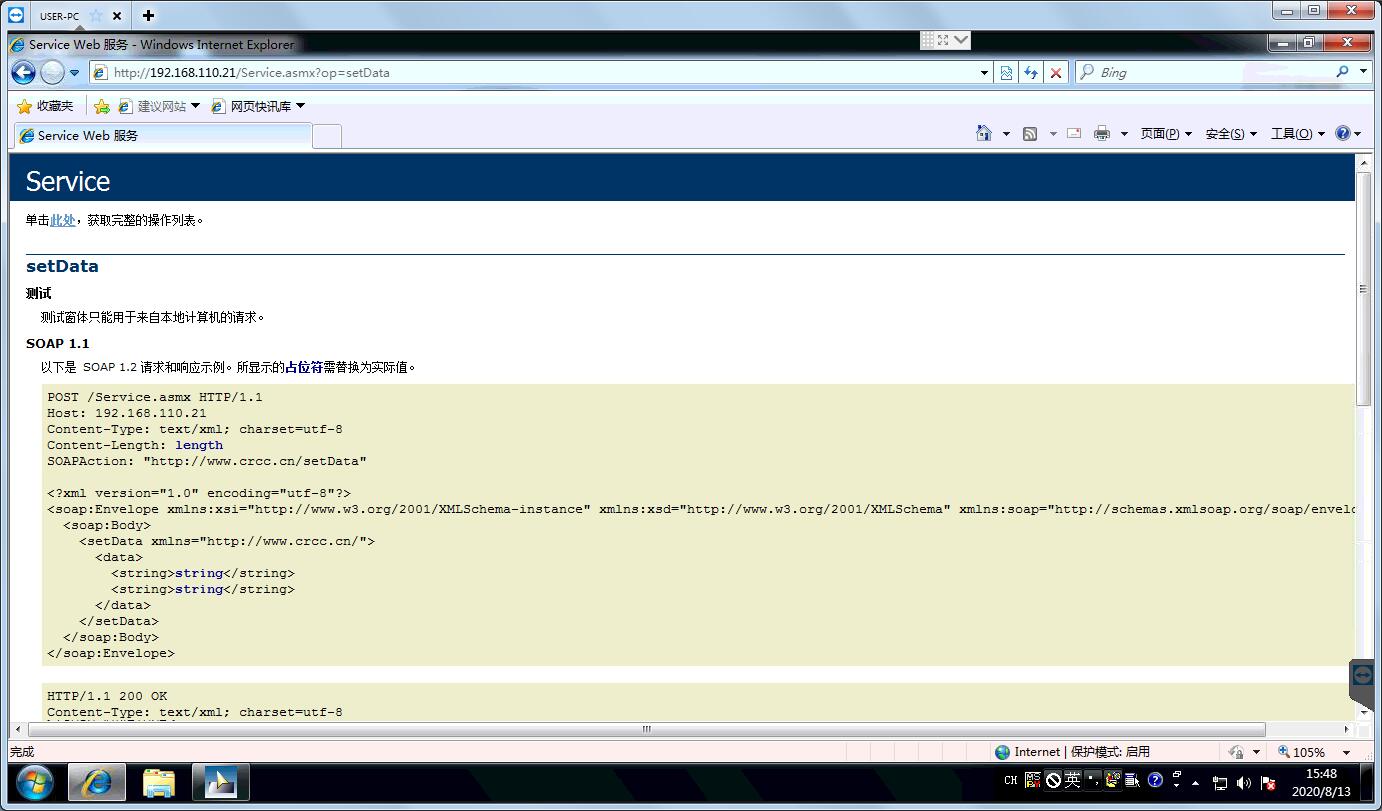 USER-PC
Service Web 服务 - Windows Internet Explorer
http://192.168.110.21/Service.asmx?op=setData
Bing
收藏夹
建议网站
网页快讯库
Service Web 服务
页面(P)
安全(S)
工具(O)
Service
单击此处，获取完整的操作列表。
setData
测试
测试窗体只能用于来自本地计算机的请求。
SOAP 1.1
以下是 SOAP 1.2 请求和响应示例。所显示的占位符需替换为实际值。
POST /Service.asmx HTTP/1.1
Host: 192.168.110.21
Content-Type: text/xml; charset=utf-8
Content-Length: length
SOAPAction: "http://www.crcc.cn/setData"
<?xml version="1.0" encoding="utf-8"?>
<soap:Envelope xmlns:xsi="http://www.w3.org/2001/XMLSchema-instance" xmlns:xsd="http://www.w3.org/2001/XMLSchema" xmlns:soap="http://schemas.xmlsoap.org/soap/envelo
<soap:Body>
<setData xmlns="http://www.crcc.cn/">
<data>
<string>string</string>
<string>string</string>
</data>
</setData>
</soap:Body>
</soap:Envelope>
HTTP/1.1 200 OK
Content-Type: text/xml; charset=utf-8
完成
Internet | 保护模式: 启用
105%
CH
英
15:48
2020/8/13